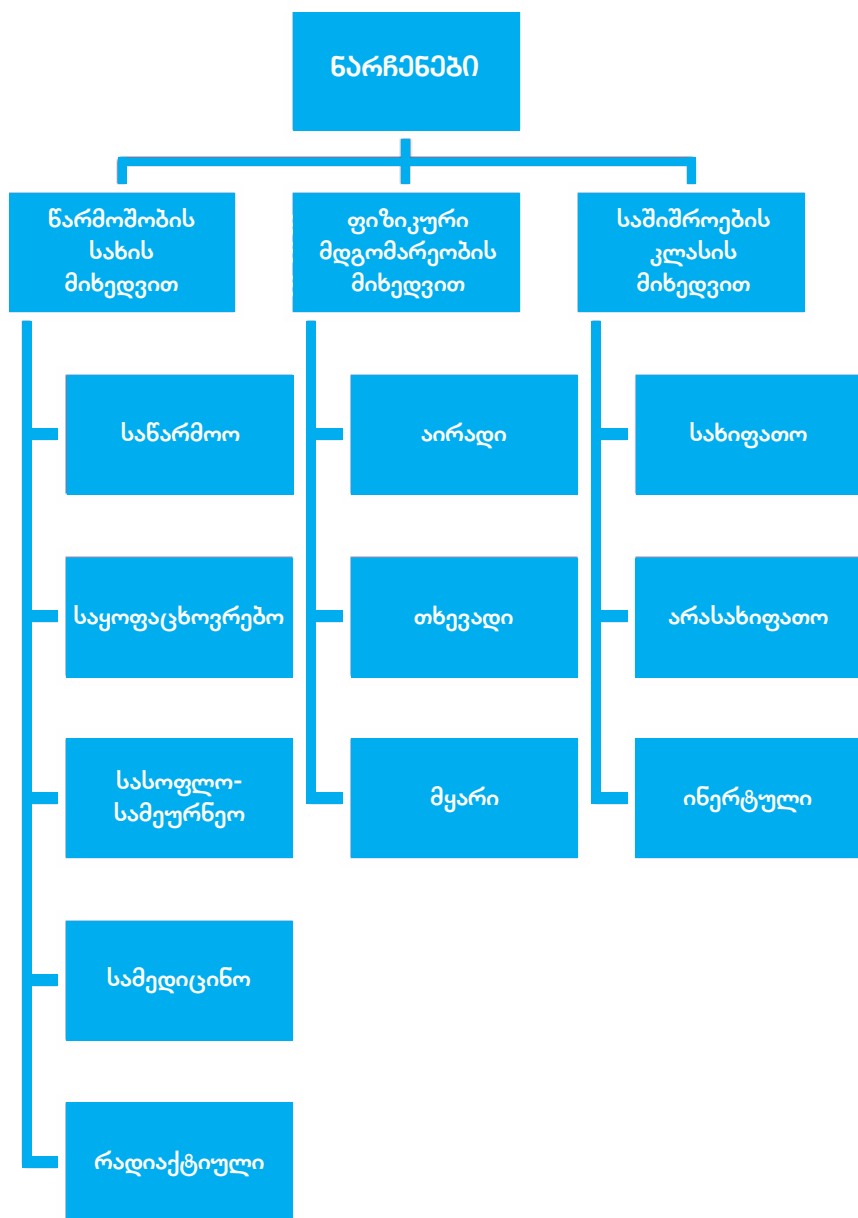 ნარჩენები
წარმოშობის
სახის
მიხედვით
საწარმოო
საყოფაცხოვრებო
სასოფლო-
სამეურნეო
სამედიცინო
რადიაქტიული
ფიზიკური
მდგომარეობის
მიხედვით
აირადი
თხევადი
მყარი
საშიშროების
კლასის
მიხედვით
სახიფათო
არასახიფათო
ინერტული